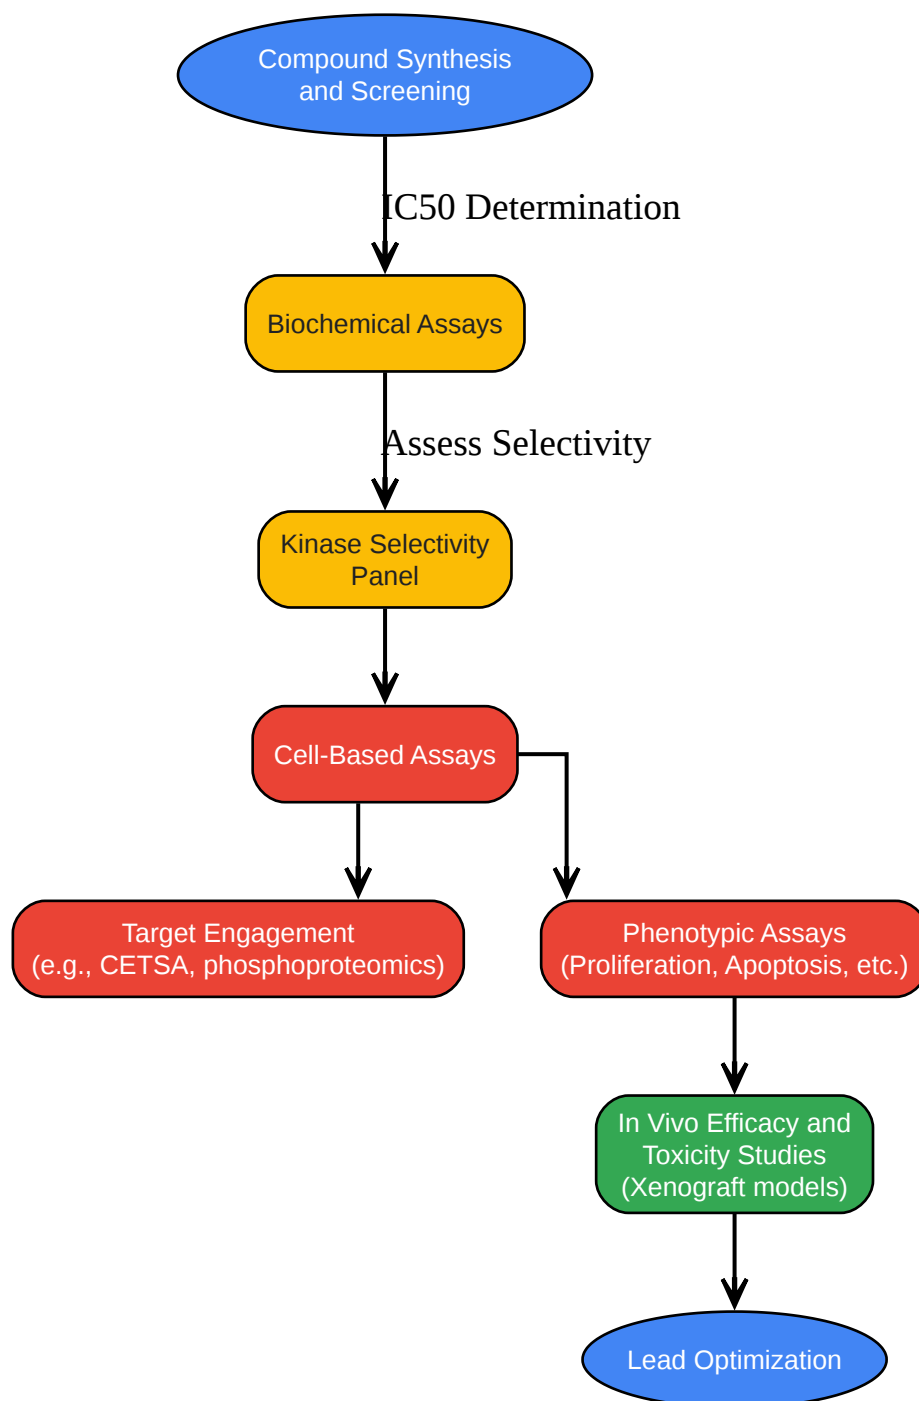 Compound Synthesis
and Screening
IC50 Determination
Biochemical Assays
Assess Selectivity
Kinase Selectivity
Panel
Cell-Based Assays
Target Engagement
(e.g., CETSA, phosphoproteomics)
Phenotypic Assays
(Proliferation, Apoptosis, etc.)
In Vivo Efficacy and
Toxicity Studies
(Xenograft models)
Lead Optimization